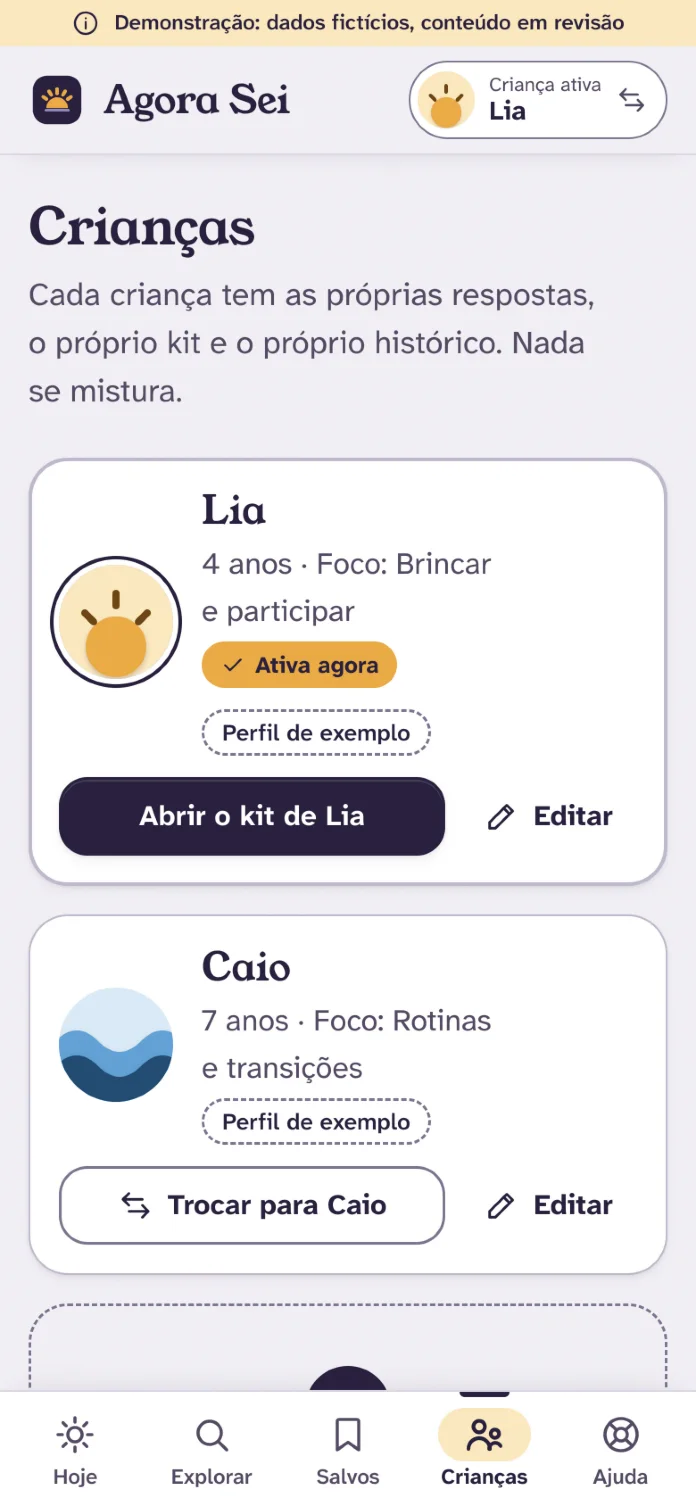 Demonstração: dados fictícios, conteúdo em revisão
Agora Sei
Criança ativa
Lia
Crianças
Cada criança tem as próprias respostas,
o próprio kit e o próprio histórico. Nada
se mistura.
Lia
4 anos · Foco: Brincar
e participar
Ativa agora
Perfil de exemplo
Abrir o kit de Lia
Editar
Caio
7 anos · Foco: Rotinas
e transições
Perfil de exemplo
Trocar para Caio
Editar
Hoje
Explorar
Salvos
Crianças
Ajuda